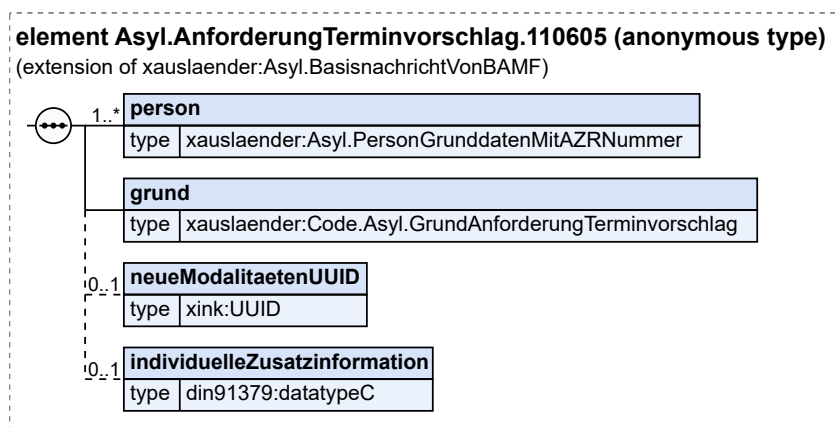 element Asyl.AnforderungTerminvorschlag.110605 (anonymous type)
(extension of xauslaender:Asyl.BasisnachrichtVonBAMF)
1..* person
type xauslaender:Asyl.PersonGrunddatenMitAZRNummer
grund
type xauslaender:Code.Asyl.GrundAnforderungTerminvorschlag
0..1 neueModalitaetenUUID
type xink:UUID
0..1 individuelleZusatzinformation
type din91379:datatypeC